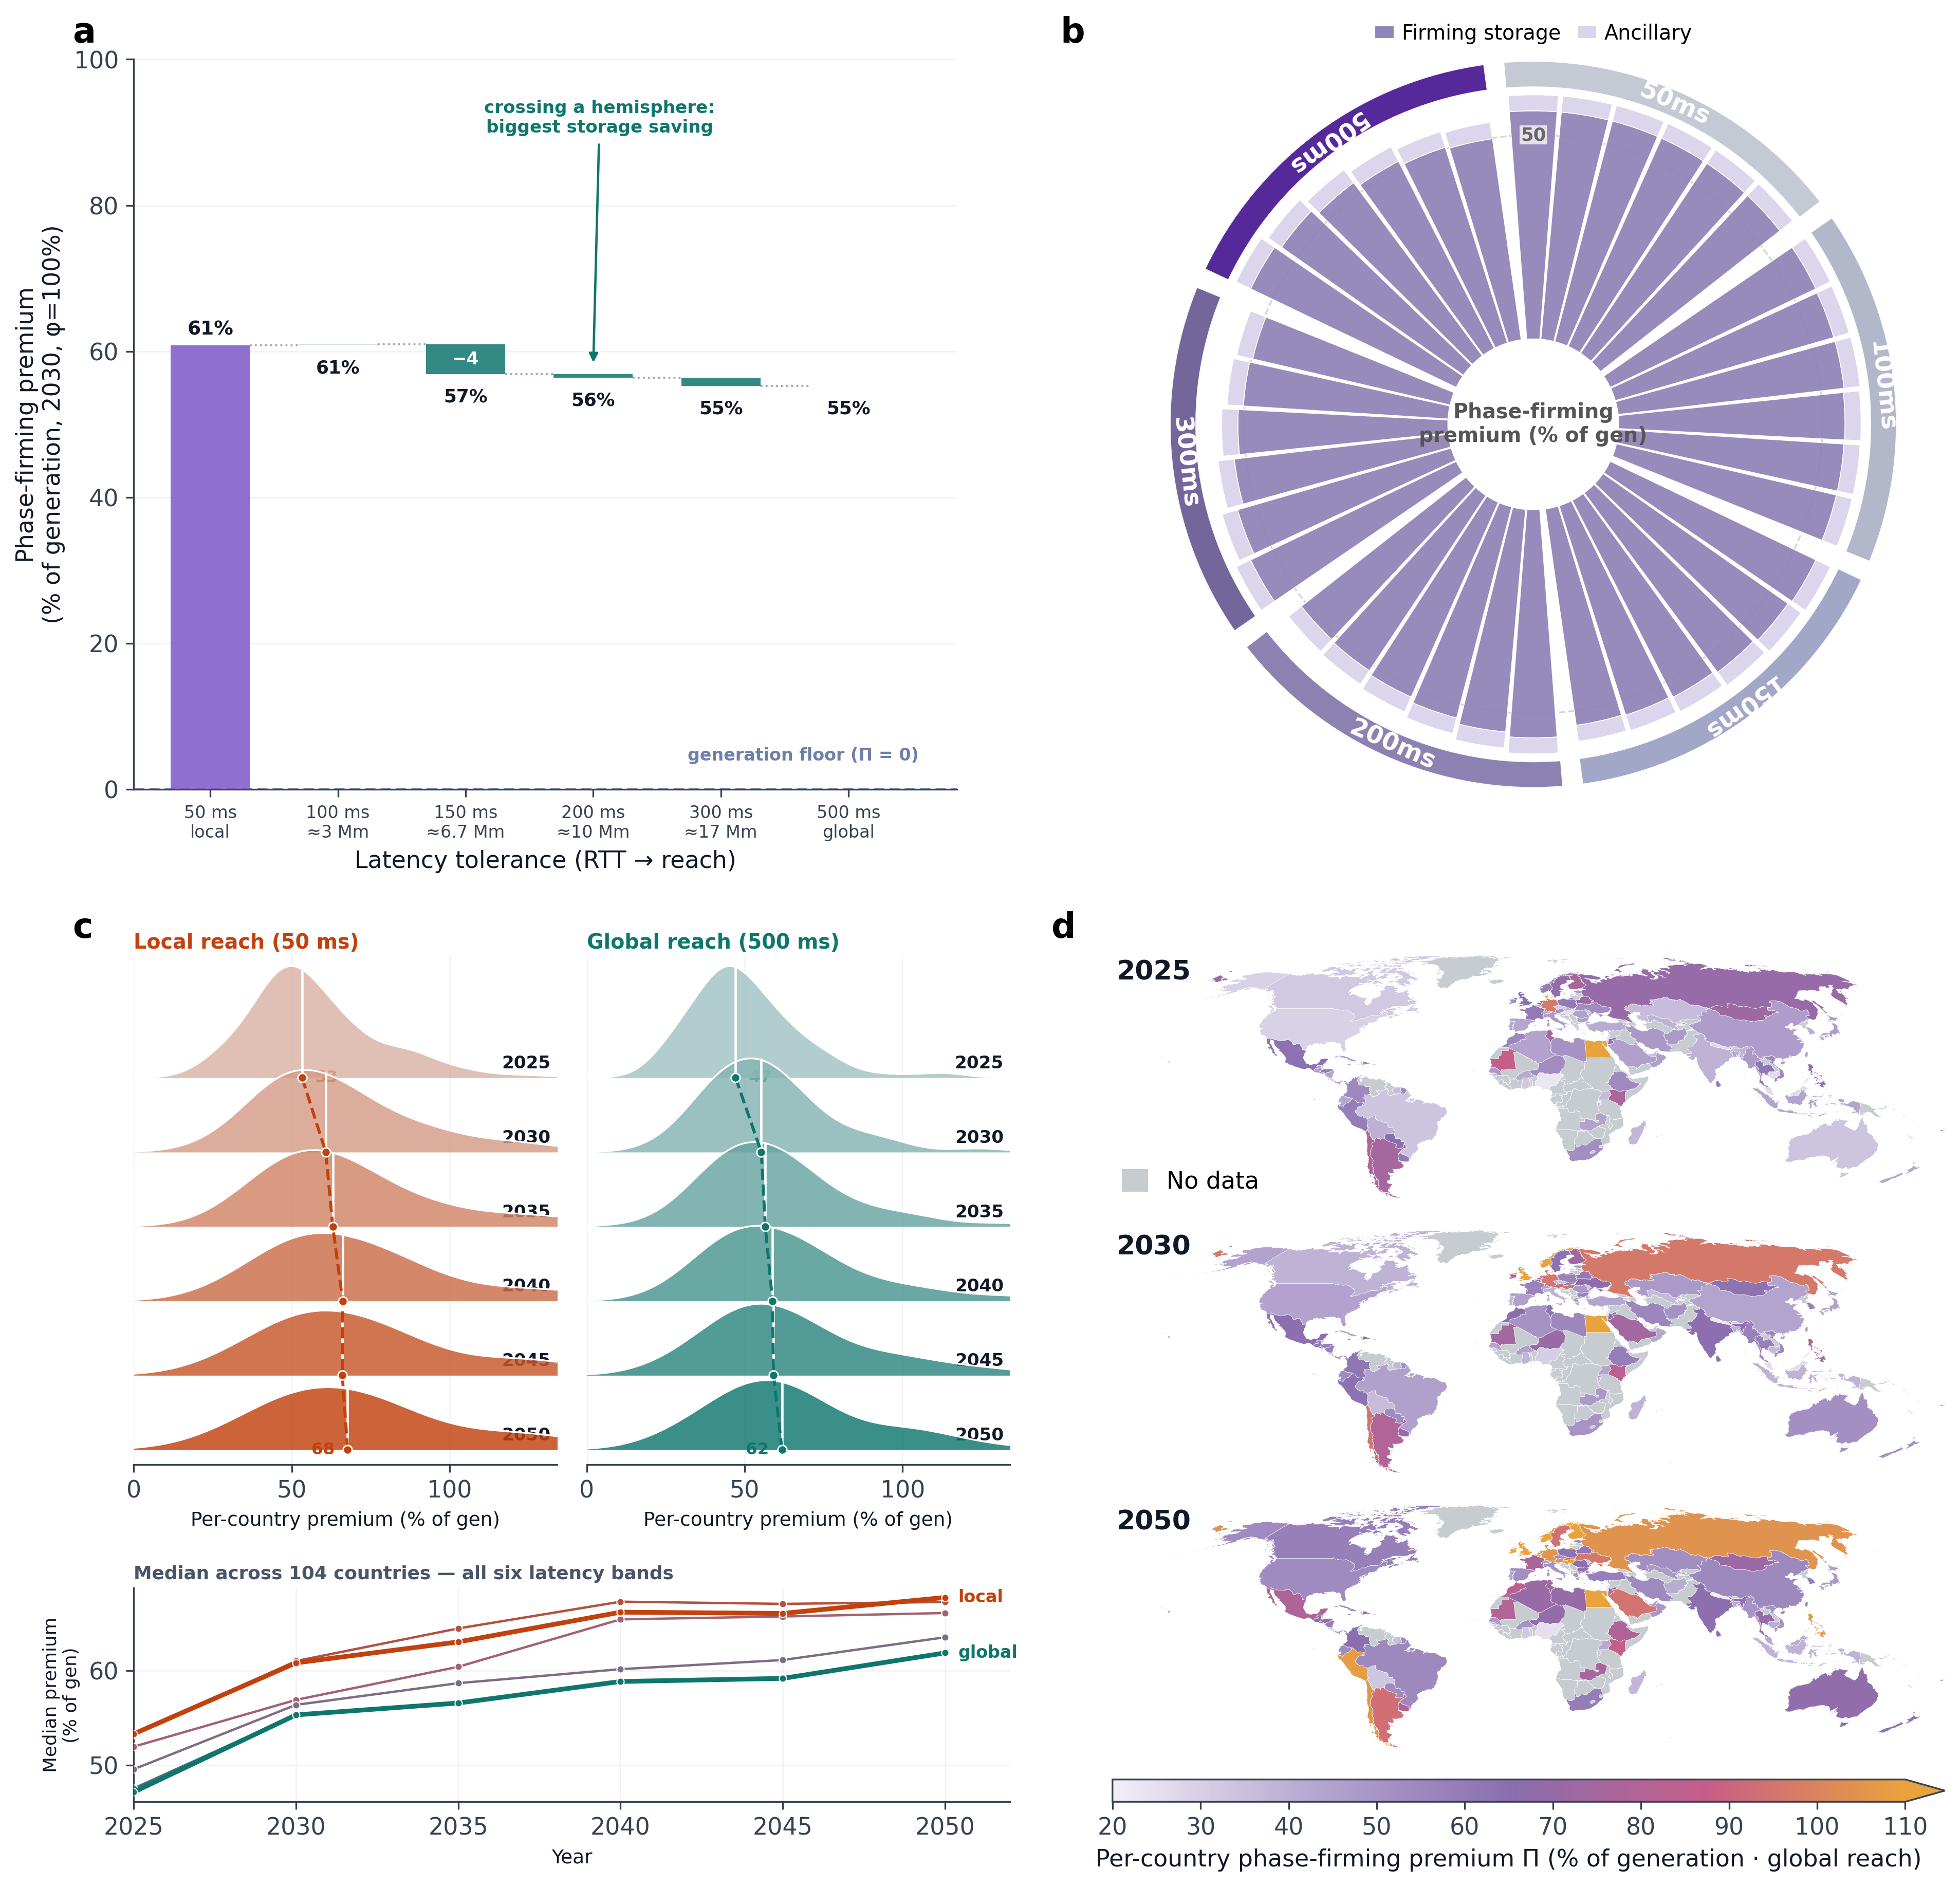 a
100
80
60
40
20
0
Phase-firming premium
(% of generation, 2030, φ=100%)
crossing a hemisphere:
biggest storage saving
61%
61%
−4
57%
56%
55%
55%
generation floor (Π = 0)
50 ms
local
100 ms
≈3 Mm
150 ms
≈6.7 Mm
200 ms
≈10 Mm
300 ms
≈17 Mm
500 ms
global
Latency tolerance (RTT → reach)
b
Firming storage
Ancillary
50ms
100ms
150ms
200ms
300ms
500ms
50
Phase-firming
premium (% of gen)
c
Local reach (50 ms)
2025
53
2030
2035
2040
2045
2050
68
0
50
100
Per-country premium (% of gen)
Global reach (500 ms)
2025
47
2030
2035
2040
2045
2050
62
0
50
100
Per-country premium (% of gen)
Median across 104 countries — all six latency bands
Median premium
(% of gen)
60
50
local
global
2025
2030
2035
2040
2045
2050
Year
d
2025
No data
2030
2050
20
30
40
50
60
70
80
90
100
110
Per-country phase-firming premium Π (% of generation · global reach)